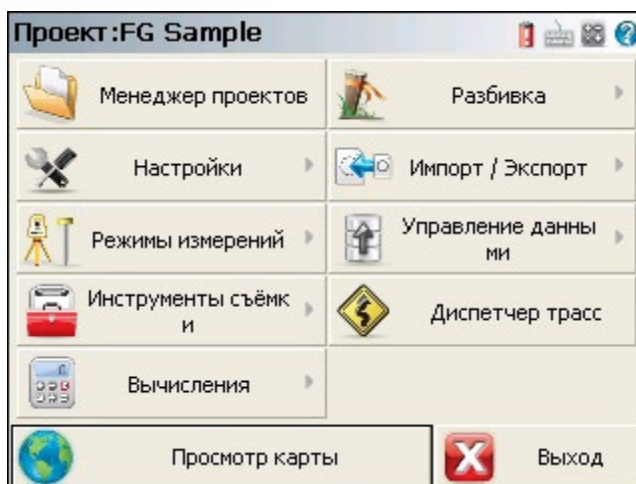 Проект:FG Sample
Менеджер проектов
Разбивка
Настройки
Импорт / Экспорт
Режимы измерений
Управление данны
ми
Инструменты съёмк
и
Диспетчер трасс
Вычисления
Просмотр карты
Выход